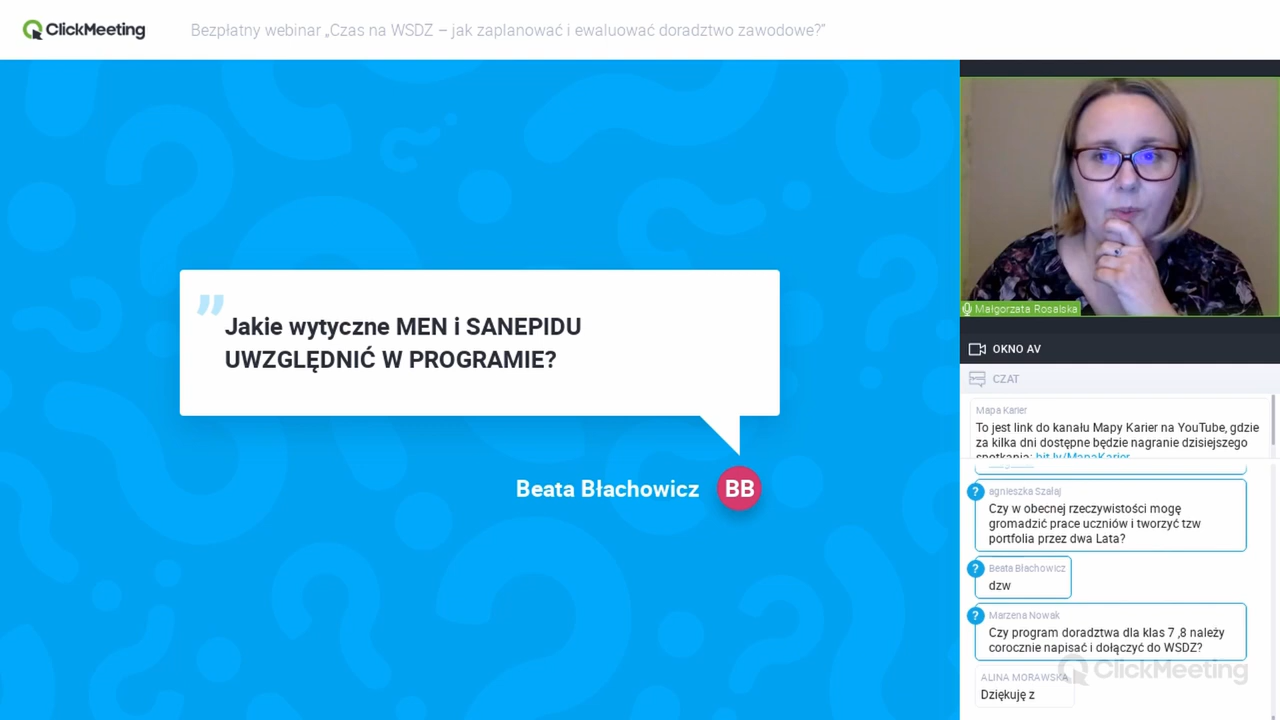 ClickMeeting
Bezpłatny webinar „Czas na WSDZ – jak zaplanować i ewaluować doradztwo zawodowe?”
Jakie wytyczne MEN i SANEPIDU
UWZGLĘDNIĆ W PROGRAMIE?
Beata Błachowicz
BB
Małgorzata Rosalska
OKNO AV
CZAT
Mapa Karier
To jest link do kanału Mapy Karier na YouTube, gdzie
za kilka dni dostępne będzie nagranie dzisiejszego
spotkania: bit.ly/MapaKarier
? agnieszka Szałaj
Czy w obecnej rzeczywistości mogę
gromadzić prace uczniów i tworzyć tzw
portfolia przez dwa Lata?
? Beata Błachowicz
dzw
? Marzena Nowak
Czy program doradztwa dla klas 7 ,8 należy
corocznie napisać i dołączyć do WSDZ?
ClickMeeting
ALINA MORAWSKA
Dziękuję z